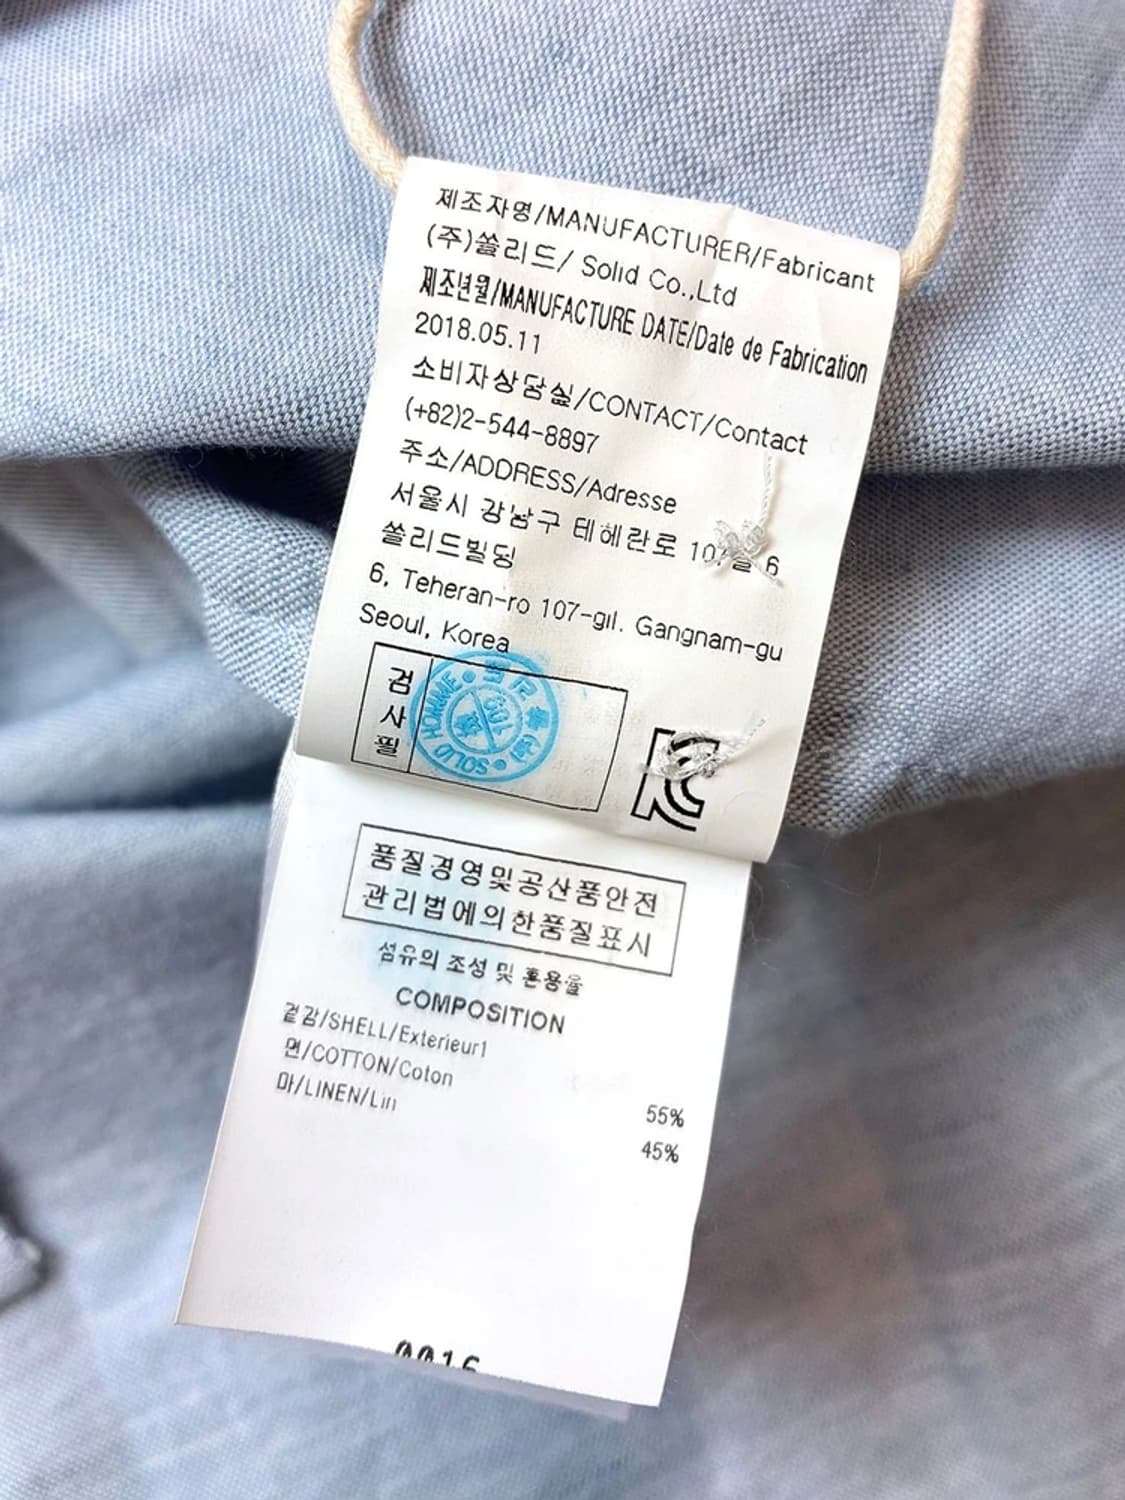 제조자명/MANUFACTURER/Fabricant
(주)쏠리드/ Solid Co.,Ltd
제조년월/MANUFACTURE DATE/Date de Fabrication
2018.05.11
소비자상담실/CONTACT/Contact
(+82)2-544-8897
주소/ADDRESS/Adresse
서울시 강남구 테헤란로 107길 6
쏠리드빌딩
6, Teheran-ro 107-gil. Gangnam-gu
Seoul, Korea
검사필
SOLID HOMME
KC
품질경영및공산품안전
관리법에의한품질표시
섬유의 조성 및 혼용율
COMPOSITION
겉감/SHELL/Exterieur1
면/COTTON/Coton 55%
마/LINEN/Lin 45%